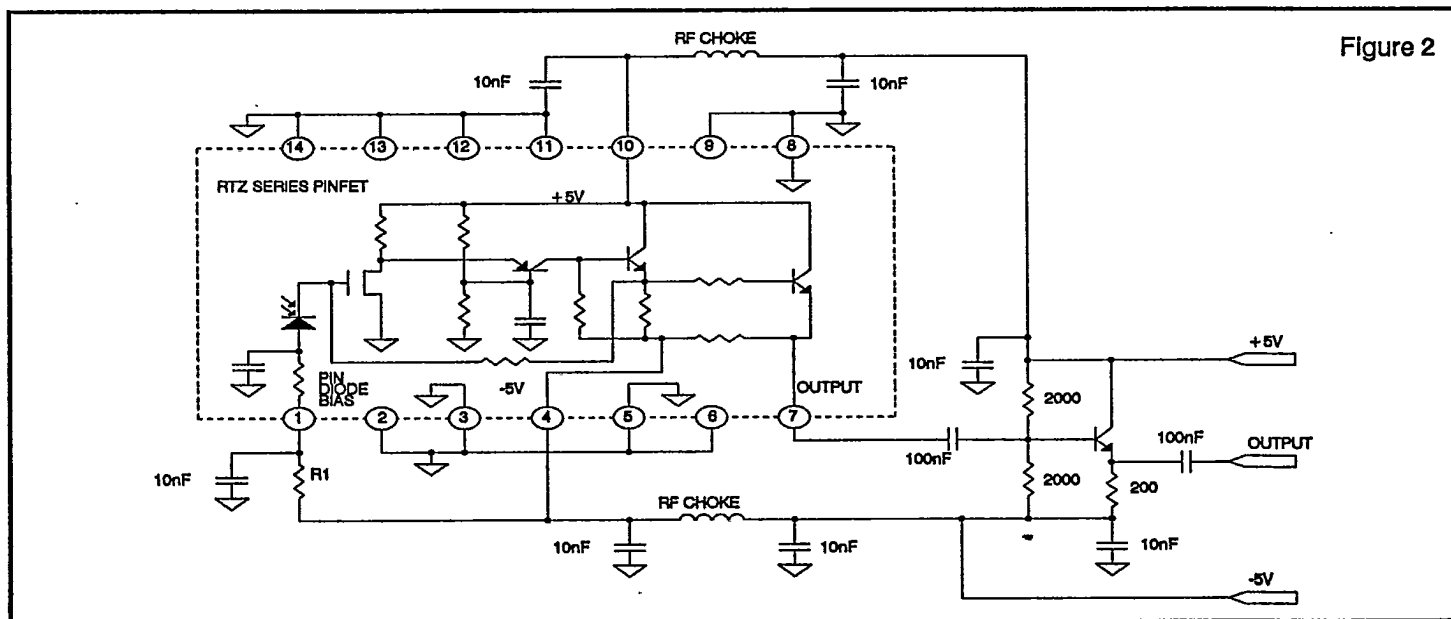 Figure 2
RF CHOKE
10nF
10nF
14
13
12
11
10
9
8
RTZ SERIES PINFET
+5V
PIN
DIODE
BIAS
-5V
OUTPUT
1
2
3
4
5
6
7
10nF
R1
RF CHOKE
10nF
10nF
100nF
10nF
2000
2000
+5V
100nF
OUTPUT
200
10nF
-5V